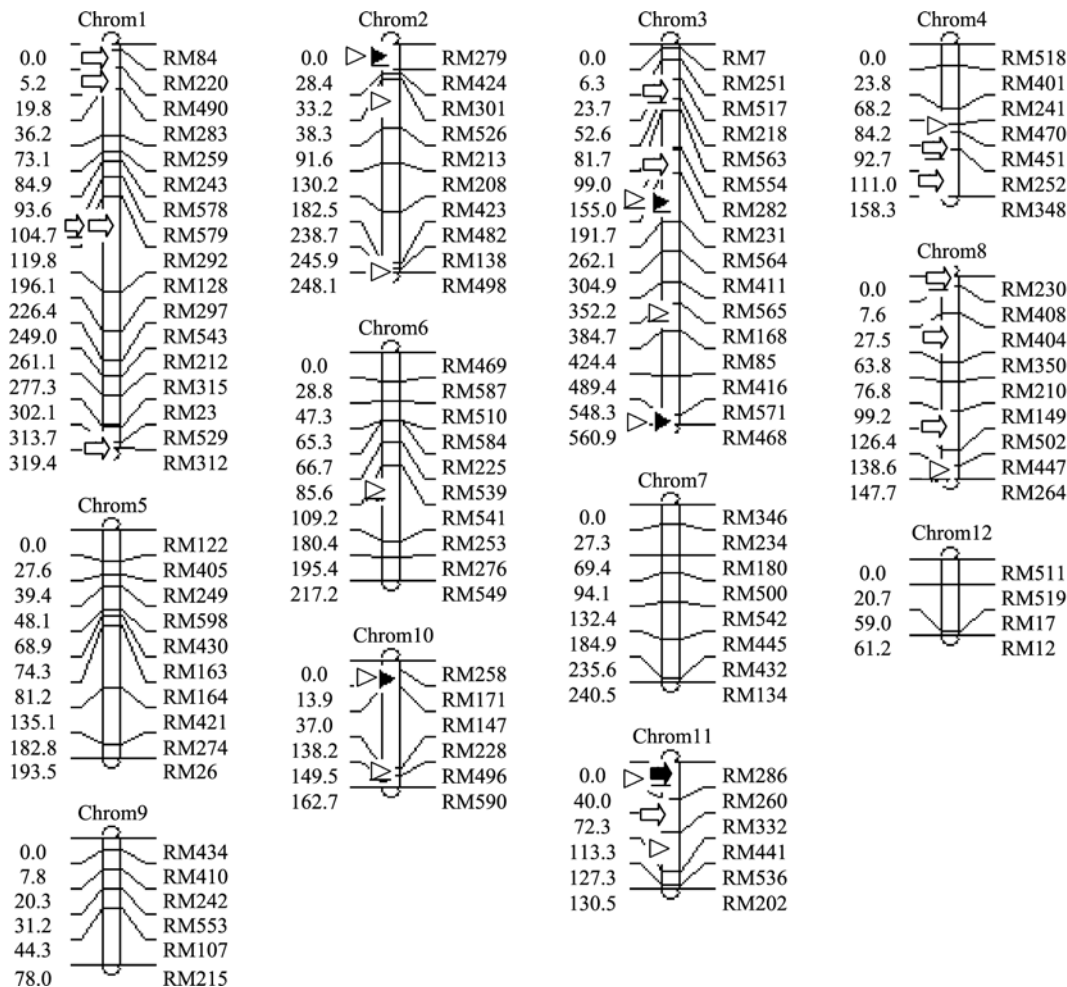 Chrom1
0.0 RM84
5.2 RM220
19.8 RM490
36.2 RM283
73.1 RM259
84.9 RM243
93.6 RM578
104.7 RM579
119.8 RM292
196.1 RM128
226.4 RM297
249.0 RM543
261.1 RM212
277.3 RM315
302.1 RM23
313.7 RM529
319.4 RM312
Chrom5
0.0 RM122
27.6 RM405
39.4 RM249
48.1 RM598
68.9 RM430
74.3 RM163
81.2 RM164
135.1 RM421
182.8 RM274
193.5 RM26
Chrom9
0.0 RM434
7.8 RM410
20.3 RM242
31.2 RM553
44.3 RM107
78.0 RM215
Chrom2
0.0 RM279
28.4 RM424
33.2 RM301
38.3 RM526
91.6 RM213
130.2 RM208
182.5 RM423
238.7 RM482
245.9 RM138
248.1 RM498
Chrom6
0.0 RM469
28.8 RM587
47.3 RM510
65.3 RM584
66.7 RM225
85.6 RM539
109.2 RM541
180.4 RM253
195.4 RM276
217.2 RM549
Chrom10
0.0 RM258
13.9 RM171
37.0 RM147
138.2 RM228
149.5 RM496
162.7 RM590
Chrom3
0.0 RM7
6.3 RM251
23.7 RM517
52.6 RM218
81.7 RM563
99.0 RM554
155.0 RM282
191.7 RM231
262.1 RM564
304.9 RM411
352.2 RM565
384.7 RM168
424.4 RM85
489.4 RM416
548.3 RM571
560.9 RM468
Chrom7
0.0 RM346
27.3 RM234
69.4 RM180
94.1 RM500
132.4 RM542
184.9 RM445
235.6 RM432
240.5 RM134
Chrom11
0.0 RM286
40.0 RM260
72.3 RM332
113.3 RM441
127.3 RM536
130.5 RM202
Chrom4
0.0 RM518
23.8 RM401
68.2 RM241
84.2 RM470
92.7 RM451
111.0 RM252
158.3 RM348
Chrom8
0.0 RM230
7.6 RM408
27.5 RM404
63.8 RM350
76.8 RM210
99.2 RM149
126.4 RM502
138.6 RM447
147.7 RM264
Chrom12
0.0 RM511
20.7 RM519
59.0 RM17
61.2 RM12